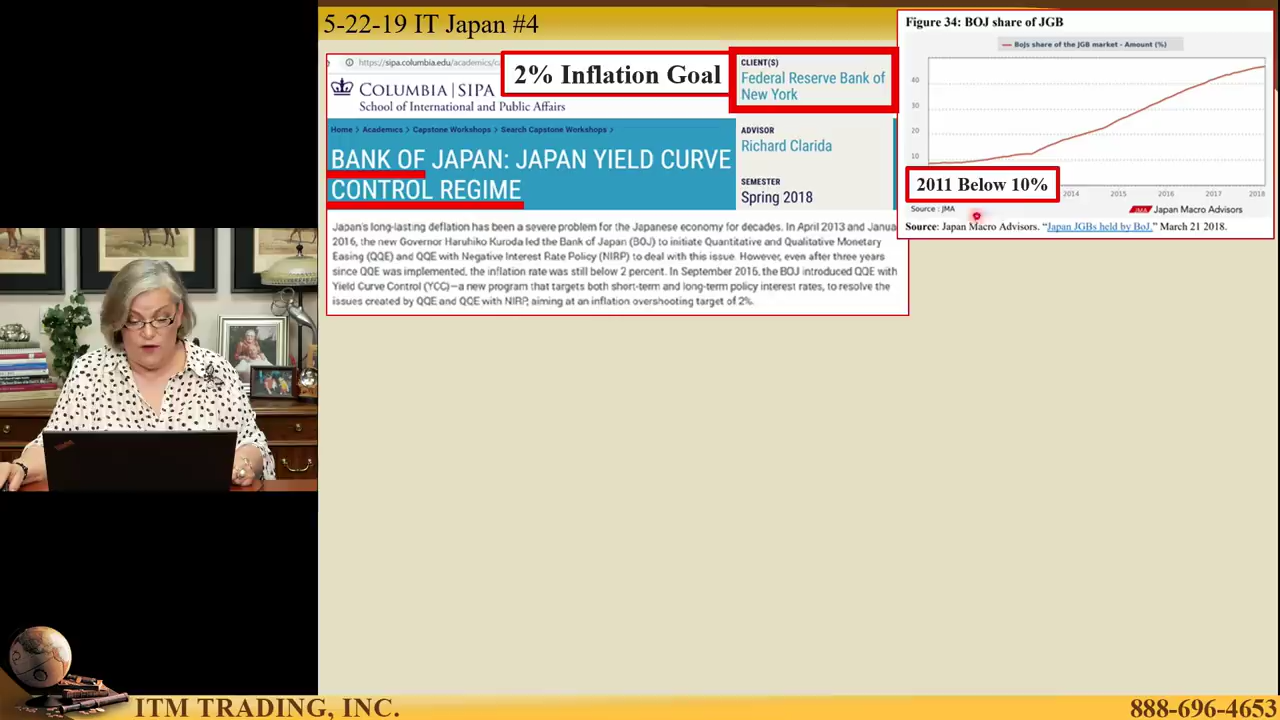 5-22-19 IT Japan #4
https://sipa.columbia.edu/academics/c
2% Inflation Goal
COLUMBIA | SIPA
School of International and Public Affairs
CLIENT(S)
Federal Reserve Bank of
New York
Home > Academics > Capstone Workshops > Search Capstone Workshops >
BANK OF JAPAN: JAPAN YIELD CURVE
CONTROL REGIME
ADVISOR
Richard Clarida
SEMESTER
Spring 2018
Japan's long-lasting deflation has been a severe problem for the Japanese economy for decades. In April 2013 and Janua
2016, the new Governor Haruhiko Kuroda led the Bank of Japan (BOJ) to initiate Quantitative and Qualitative Monetary
Easing (QQE) and QQE with Negative Interest Rate Policy (NIRP) to deal with this issue. However, even after three years
since QQE was implemented, the inflation rate was still below 2 percent. In September 2016, the BOJ introduced QQE with
Yield Curve Control (YCC)—a new program that targets both short-term and long-term policy interest rates, to resolve the
issues created by QQE and QQE with NIRP, aiming at an inflation overshooting target of 2%.
Figure 34: BOJ share of JGB
BoJs share of the JGB market - Amount (%)
40
30
20
10
2011 Below 10%
2014 2015 2016 2017 2018
Source : JMA
JMA Japan Macro Advisors
Source: Japan Macro Advisors. "Japan JGBs held by BoJ." March 21 2018.
ITM TRADING, INC.
888-696-4653